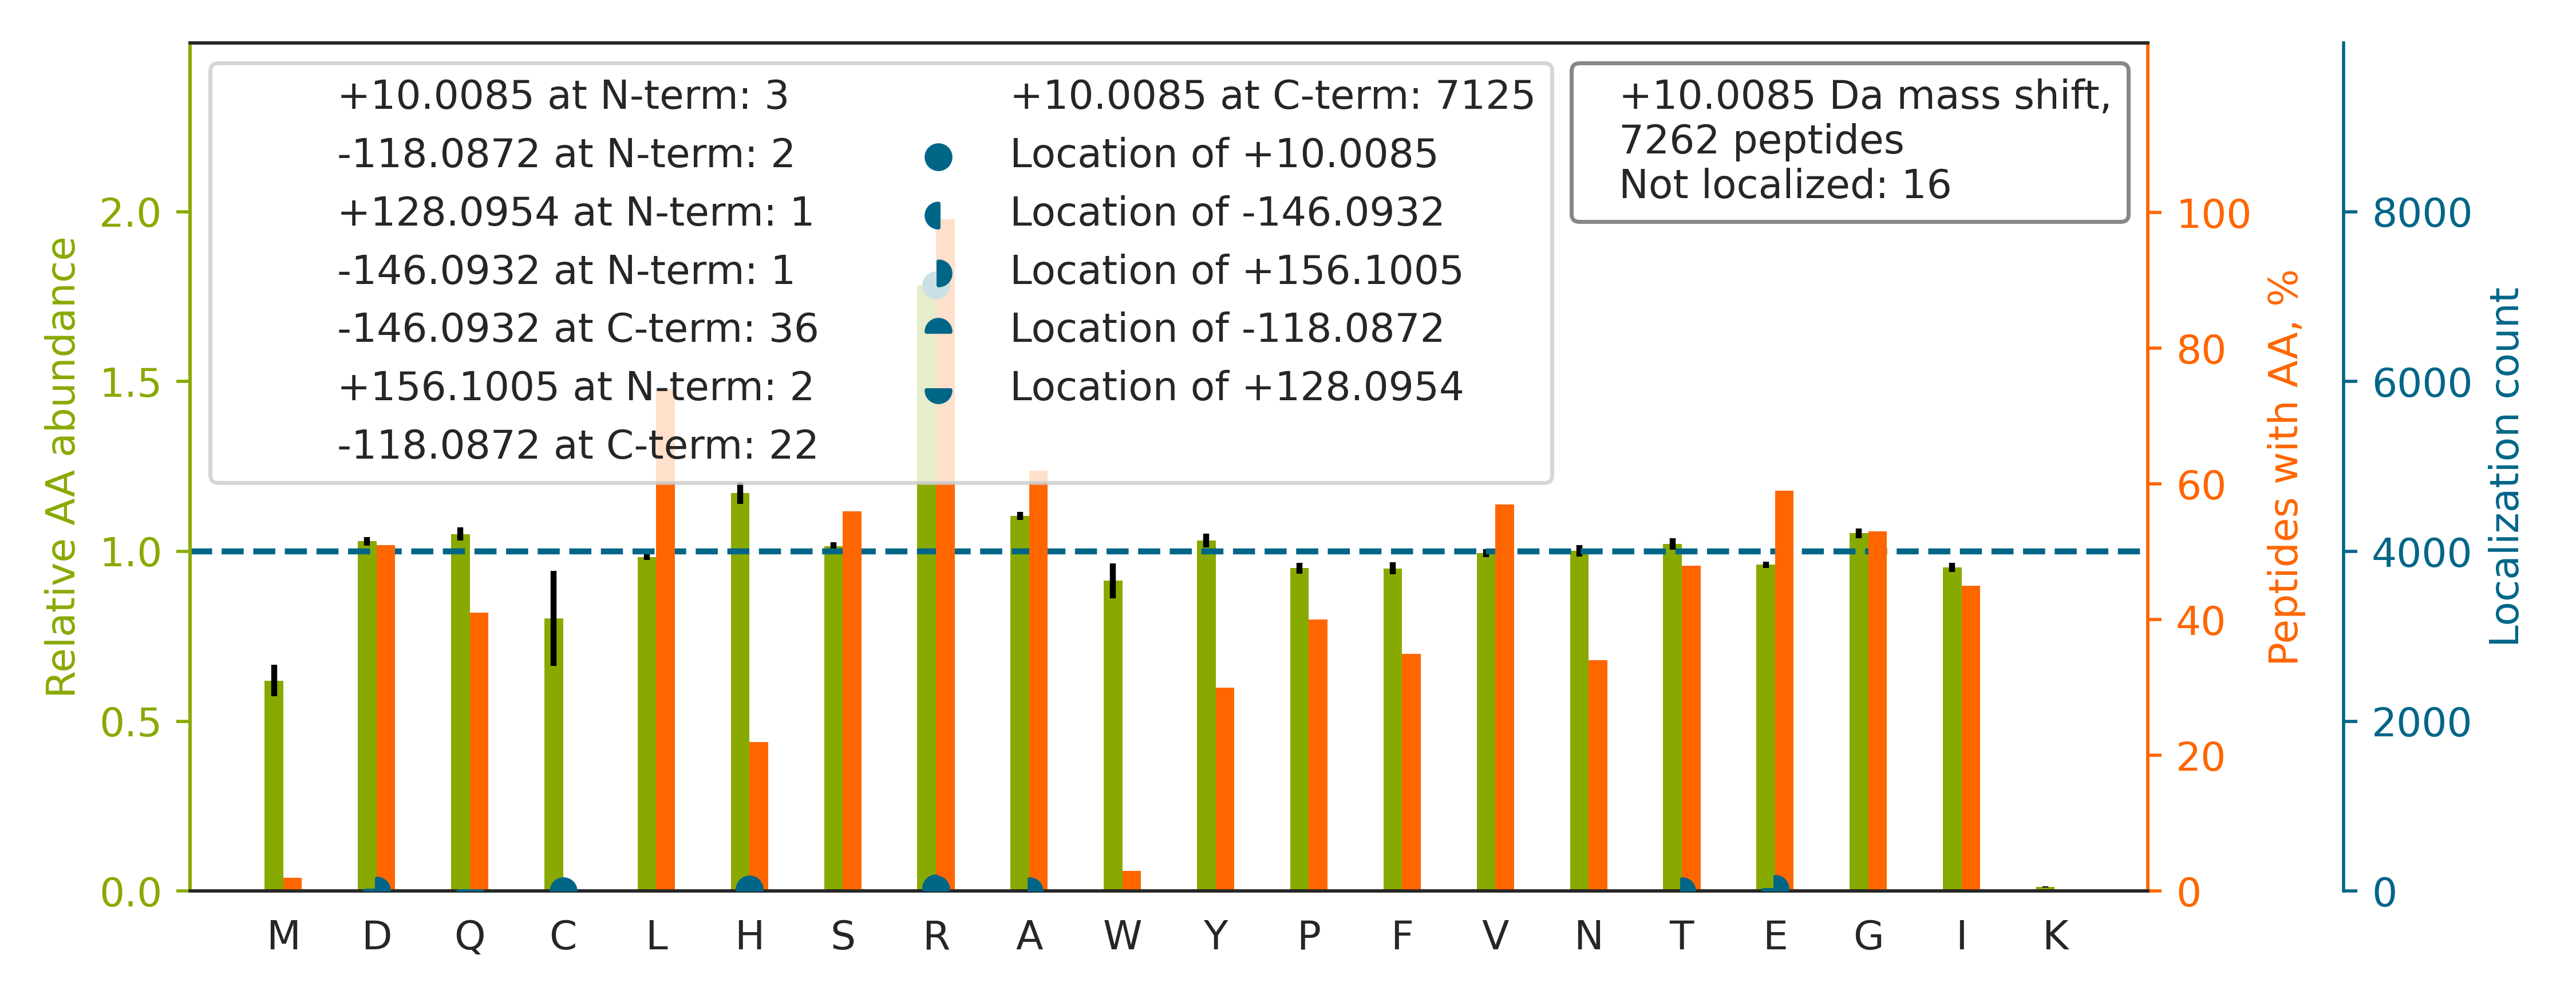 +10.0085 at N-term: 3
-118.0872 at N-term: 2
+128.0954 at N-term: 1
-146.0932 at N-term: 1
-146.0932 at C-term: 36
+156.1005 at N-term: 2
-118.0872 at C-term: 22
+10.0085 at C-term: 7125
Location of +10.0085
Location of -146.0932
Location of +156.1005
Location of -118.0872
Location of +128.0954
+10.0085 Da mass shift,
7262 peptides
Not localized: 16
Relative AA abundance
2.0
1.5
1.0
0.5
0.0
Peptides with AA, %
100
80
60
40
20
0
Localization count
8000
6000
4000
2000
0
M D Q C L H S R A W Y P F V N T E G I K